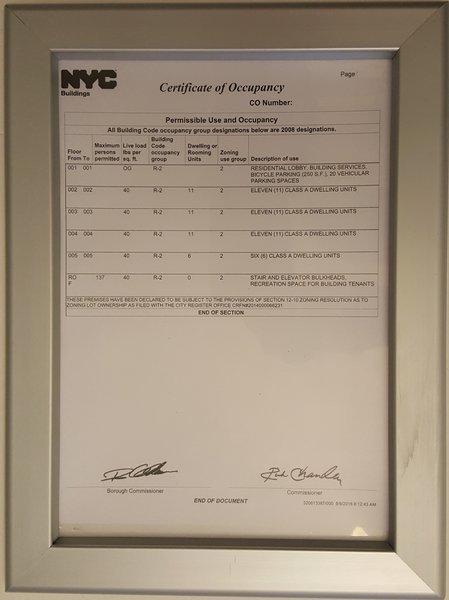 NYC
Buildings
Page
Certificate of Occupancy
CO Number:
Permissible Use and Occupancy
All Building Code occupancy group designations below are 2008 designations.
Floor From To Maximum persons permitted Live load lbs per sq. ft. Building Code occupancy group Dwelling or Rooming Units Zoning use group Description of use
001 001 OG R-2 2 RESIDENTIAL LOBBY, BUILDING SERVICES,
BICYCLE PARKING (250 S.F.), 20 VEHICULAR
PARKING SPACES
002 002 40 R-2 11 2 ELEVEN (11) CLASS A DWELLING UNITS
003 003 40 R-2 11 2 ELEVEN (11) CLASS A DWELLING UNITS
004 004 40 R-2 11 2 ELEVEN (11) CLASS A DWELLING UNITS
005 005 40 R-2 6 2 SIX (6) CLASS A DWELLING UNITS
RO 137 40 R-2 0 2 STAIR AND ELEVATOR BULKHEADS,
F RECREATION SPACE FOR BUILDING TENANTS
THESE PREMISES HAVE BEEN DECLARED TO BE SUBJECT TO THE PROVISIONS OF SECTION 12-10 ZONING RESOLUTION AS TO
ZONING LOT OWNERSHIP AS FILED WITH THE CITY REGISTER OFFICE CRFN#2014000066231
END OF SECTION
Borough Commissioner
Commissioner
END OF DOCUMENT